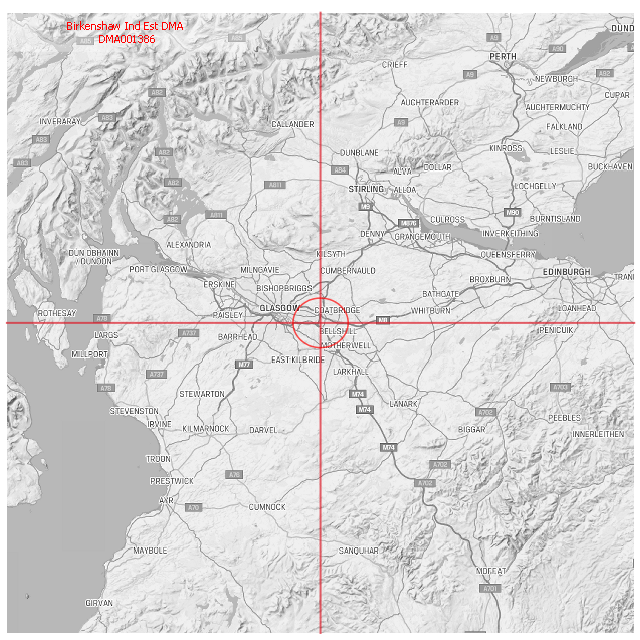 Birkenshaw Ind Est DMA
DMA001386
DUND
A9
PERTH
A90
CRIEFF
A9
A82
NEWBURGH
CUPAR
A82
AUCHTERARDER
AUCHTERMUCHTY
INVERARAY
A83
CALLANDER
A9
FALKLAND
A83
KINROSS
LESLIE
A82
DUNBLANE
A83
A84
ALVA
DOLLAR
BUCKHAVEN
A82
A811
STIRLING
ALLOA
LOCHGELLY
M9
M90
A82
A811
CULROSS
BURNTISLAND
M876
DENNY
GRANGEMOUTH
INVERKEITHING
ALEXANDRIA
DUN OBHAINN
/ DUNOON
KILSYTH
QUEENSFERRY
PORT GLASGOW
MILNGAVIE
CUMBERNAULD
EDINBURGH
BROXBURN
TRAN
ERSKINE
BISHOPBRIGGS
BATHGATE
ROTHESAY
GLASGOW
COATBRIDGE
WHITBURN
LOANHEAD
A78
PAISLEY
M8
LARGS
A737
BARRHEAD
BELLSHILL
PENICUIK
MOTHERWELL
MILLPORT
EAST KILBRIDE
M77
A737
LARKHALL
A78
A703
STEWARTON
M74
LANARK
STEVENSTON
M74
A702
PEEBLES
IRVINE
KILMARNOCK
DARVEL
BIGGAR
INNERLEITHEN
M74
TROON
A702
A76
PRESTWICK
A702
AYR
A70
CUMNOCK
MAYBOLE
SANQUHAR
MOFFAT
A701
GIRVAN